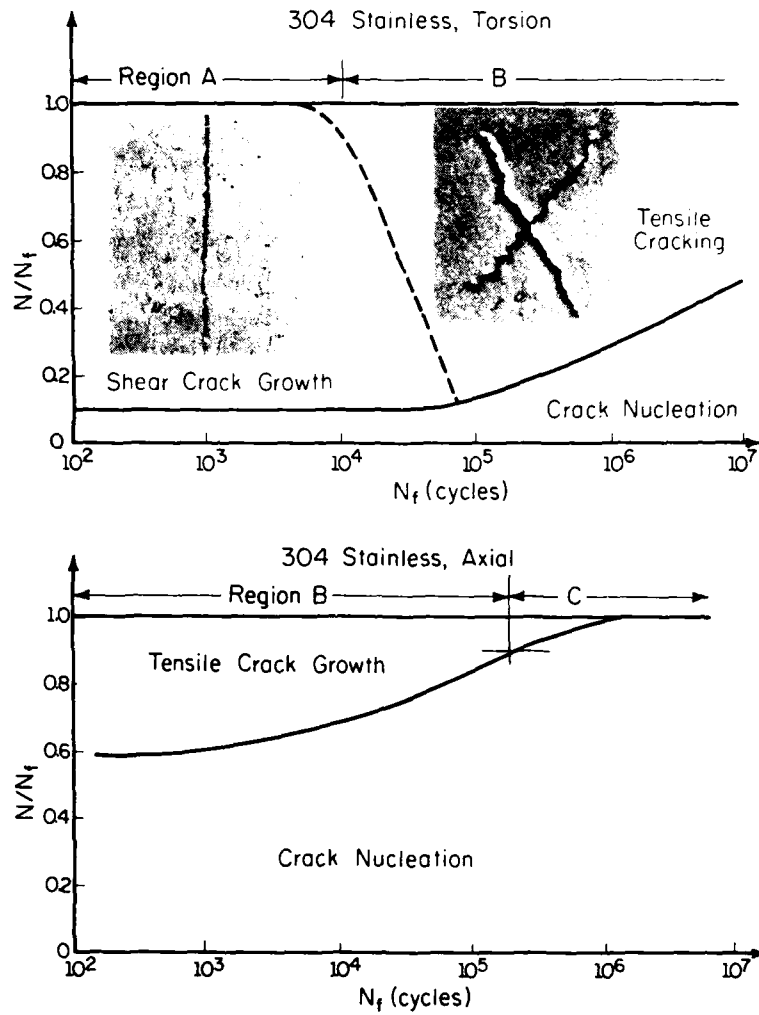 304 Stainless, Torsion
Region A B
1.0
0.8
0.6
0.4
0.2
0
N/Nf
Tensile
Cracking
Shear Crack Growth
Crack Nucleation
10² 10³ 10⁴ 10⁵ 10⁶ 10⁷
Nf (cycles)
304 Stainless, Axial
Region B C
1.0
0.8
0.6
0.4
0.2
0
N/Nf
Tensile Crack Growth
Crack Nucleation
10² 10³ 10⁴ 10⁵ 10⁶ 10⁷
Nf (cycles)